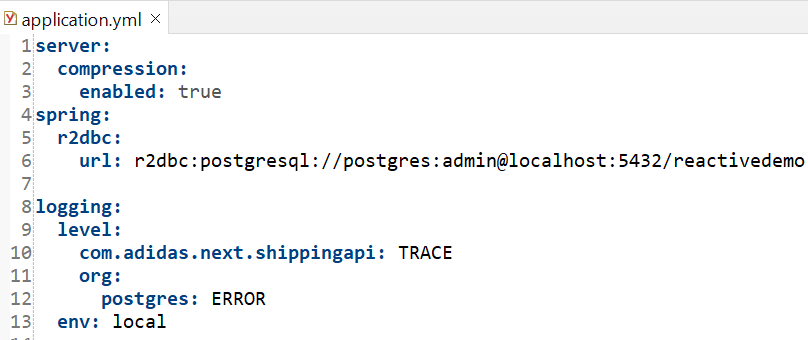 application.yml
1 server:
2   compression:
3     enabled: true
4 spring:
5   r2dbc:
6     url: r2dbc:postgresql://postgres:admin@localhost:5432/reactivedemo
7
8 logging:
9   level:
10     com.adidas.next.shippingapi: TRACE
11     org:
12       postgres: ERROR
13   env: local